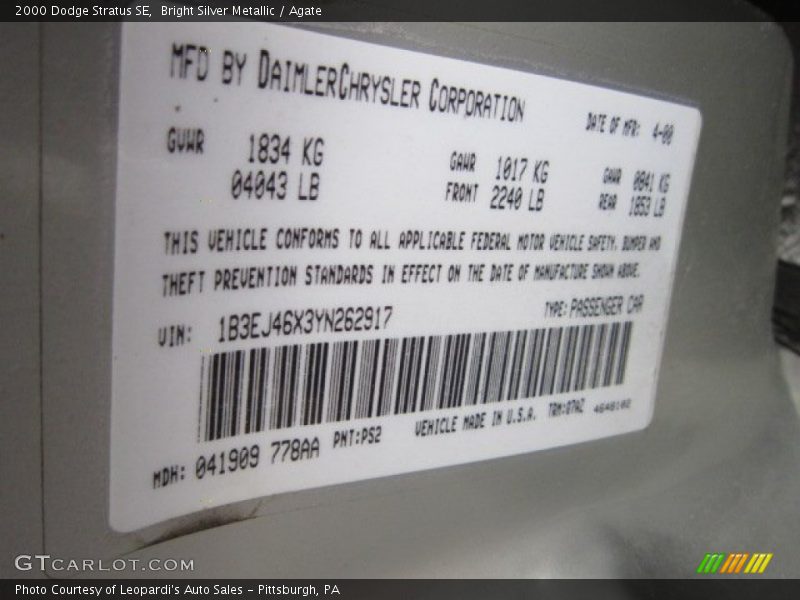 2000 Dodge Stratus SE, Bright Silver Metallic / Agate
MFD BY DAIMLERCHRYSLER CORPORATION
DATE OF MFR: 4-00
GVWR 1834 KG
04043 LB
GAWR 1017 KG
FRONT 2240 LB
GAWR 0841 KG
REAR 1853 LB
THIS VEHICLE CONFORMS TO ALL APPLICABLE FEDERAL MOTOR VEHICLE SAFETY, BUMPER AND
THEFT PREVENTION STANDARDS IN EFFECT ON THE DATE OF MANUFACTURE SHOWN ABOVE.
VIN: 1B3EJ46X3YN262917
TYPE: PASSENGER CAR
MDH: 041909 778AA PNT:PS2 VEHICLE MADE IN U.S.A. TRM:G7AZ
GTCARLOT.COM
Photo Courtesy of Leopardi's Auto Sales - Pittsburgh, PA